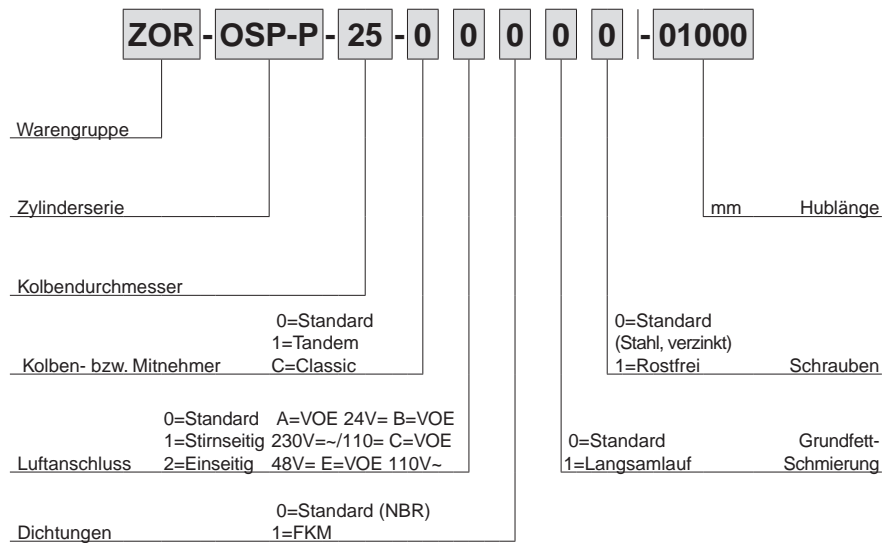 ZOR-OSP-P-25-0 0 0 0 0 -01000
Warengruppe
Zylinderserie
mm Hublänge
Kolbendurchmesser
0=Standard
1=Tandem
Kolben- bzw. Mitnehmer C=Classic
0=Standard
(Stahl, verzinkt)
1=Rostfrei Schrauben
0=Standard A=VOE 24V= B=VOE
1=Stirnseitig 230V=~/110= C=VOE
Luftanschluss 2=Einseitig 48V= E=VOE 110V~
0=Standard Grundfett-
1=Langsamlauf Schmierung
0=Standard (NBR)
Dichtungen 1=FKM